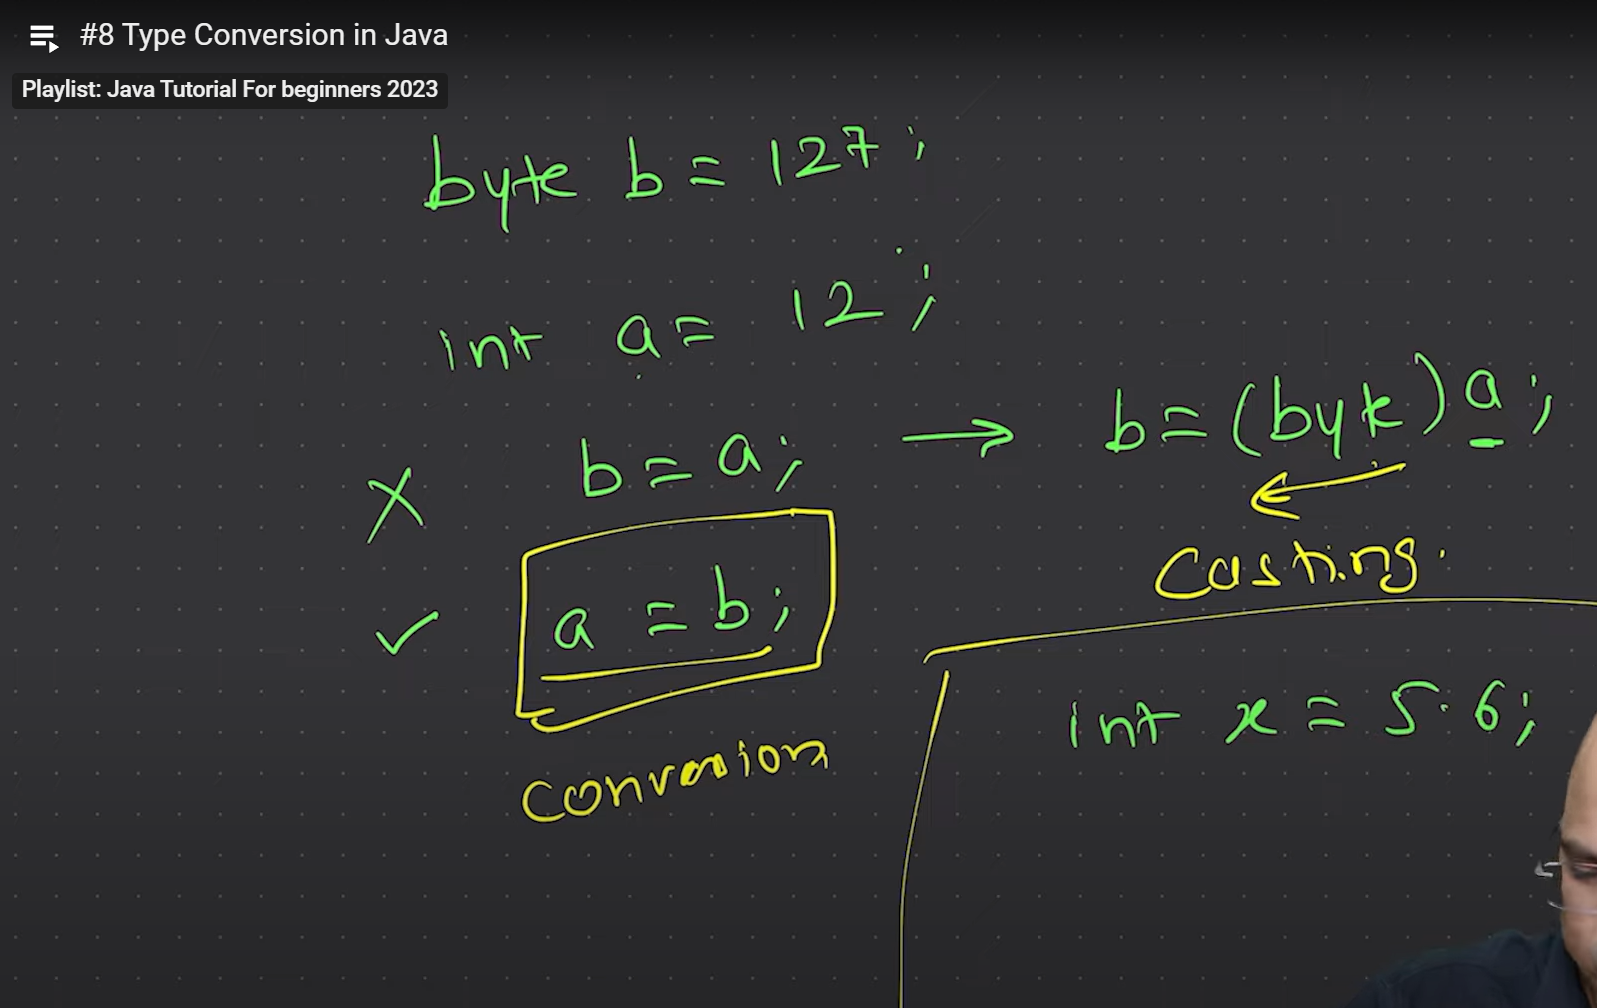 #8 Type Conversion in Java
Playlist: Java Tutorial For beginners 2023
byte b = 127;
int a = 12;
b = a; → b = (byte) a;
a = b;
Casting.
int x = 5.6;
Conversion